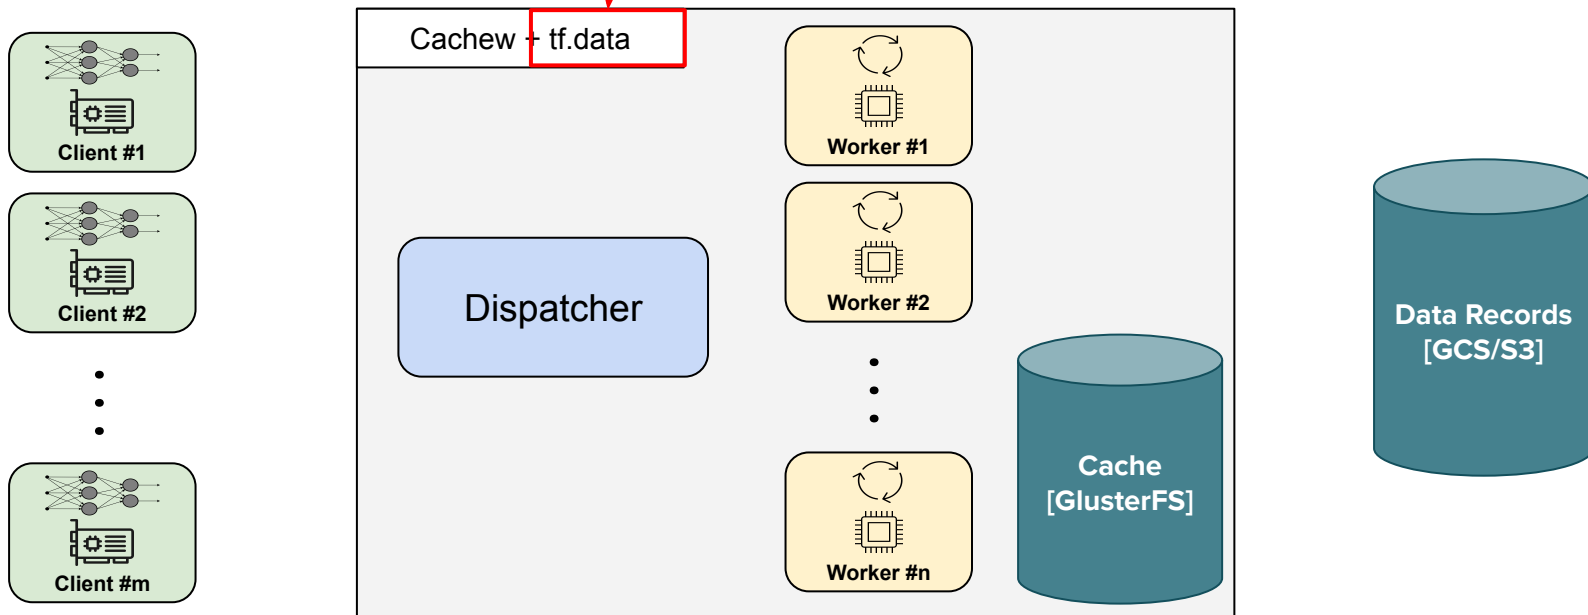 Cachew + tf.data
Client #1
Client #2
Client #m
Dispatcher
Worker #1
Worker #2
Worker #n
Cache
[GlusterFS]
Data Records
[GCS/S3]